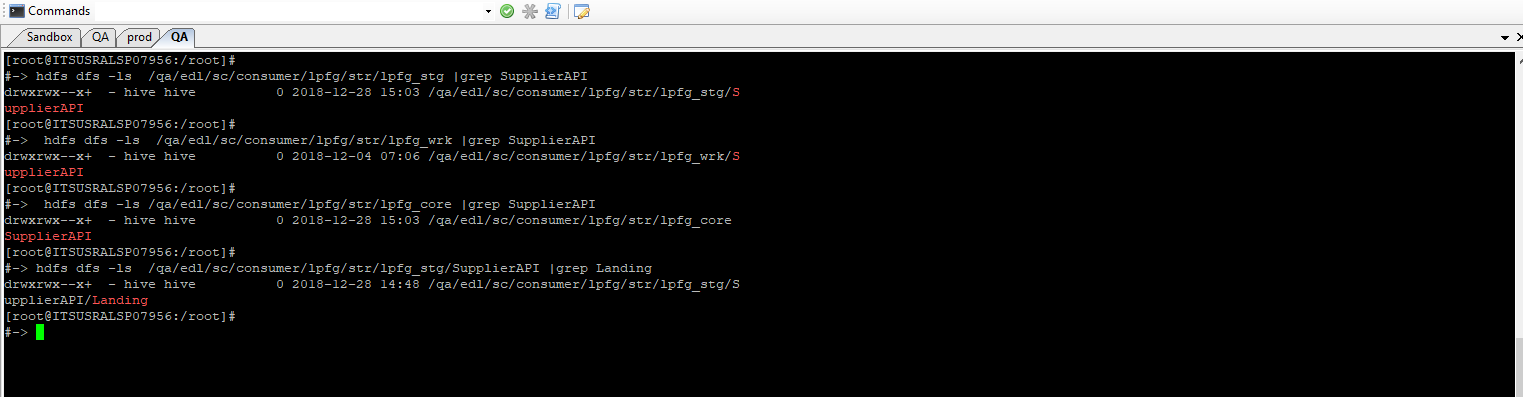 Commands
Sandbox QA prod QA
[root@ITSUSRALSP07956:/root]#
#-> hdfs dfs -ls  /qa/edl/sc/consumer/lpfg/str/lpfg_stg |grep SupplierAPI
drwxrwx--x+  - hive hive          0 2018-12-28 15:03 /qa/edl/sc/consumer/lpfg/str/lpfg_stg/S
upplierAPI
[root@ITSUSRALSP07956:/root]#
#->  hdfs dfs -ls  /qa/edl/sc/consumer/lpfg/str/lpfg_wrk |grep SupplierAPI
drwxrwx--x+  - hive hive          0 2018-12-04 07:06 /qa/edl/sc/consumer/lpfg/str/lpfg_wrk/S
upplierAPI
[root@ITSUSRALSP07956:/root]#
#->  hdfs dfs -ls /qa/edl/sc/consumer/lpfg/str/lpfg_core |grep SupplierAPI
drwxrwx--x+  - hive hive          0 2018-12-28 15:03 /qa/edl/sc/consumer/lpfg/str/lpfg_core
SupplierAPI
[root@ITSUSRALSP07956:/root]#
#-> hdfs dfs -ls  /qa/edl/sc/consumer/lpfg/str/lpfg_stg/SupplierAPI |grep Landing
drwxrwx--x+  - hive hive          0 2018-12-28 14:48 /qa/edl/sc/consumer/lpfg/str/lpfg_stg/S
upplierAPI/Landing
[root@ITSUSRALSP07956:/root]#
#->